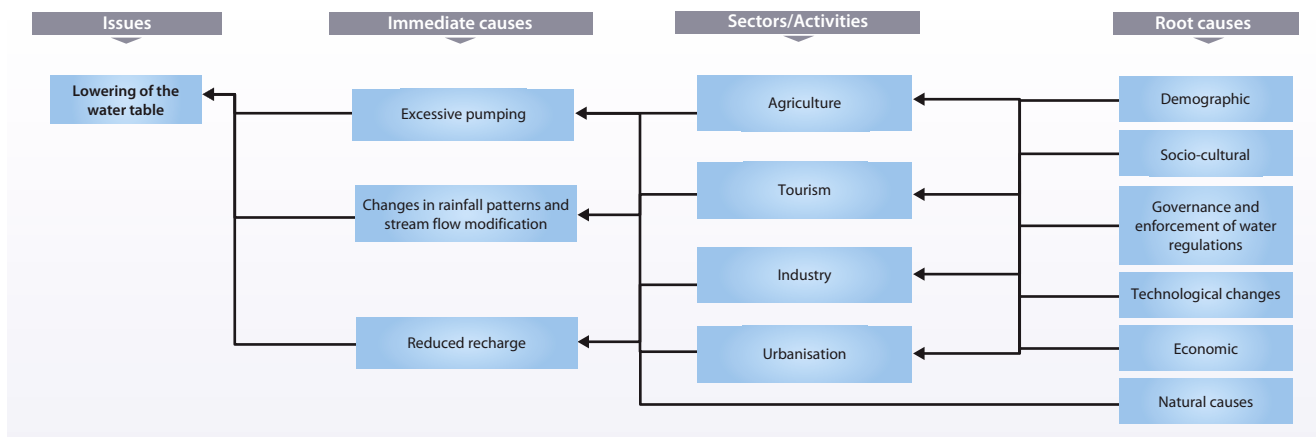 Issues
Immediate causes
Sectors/Activities
Root causes
Lowering of the
water table
Excessive pumping
Changes in rainfall patterns and
stream flow modification
Reduced recharge
Agriculture
Tourism
Industry
Urbanisation
Demographic
Socio-cultural
Governance and
enforcement of water
regulations
Technological changes
Economic
Natural causes